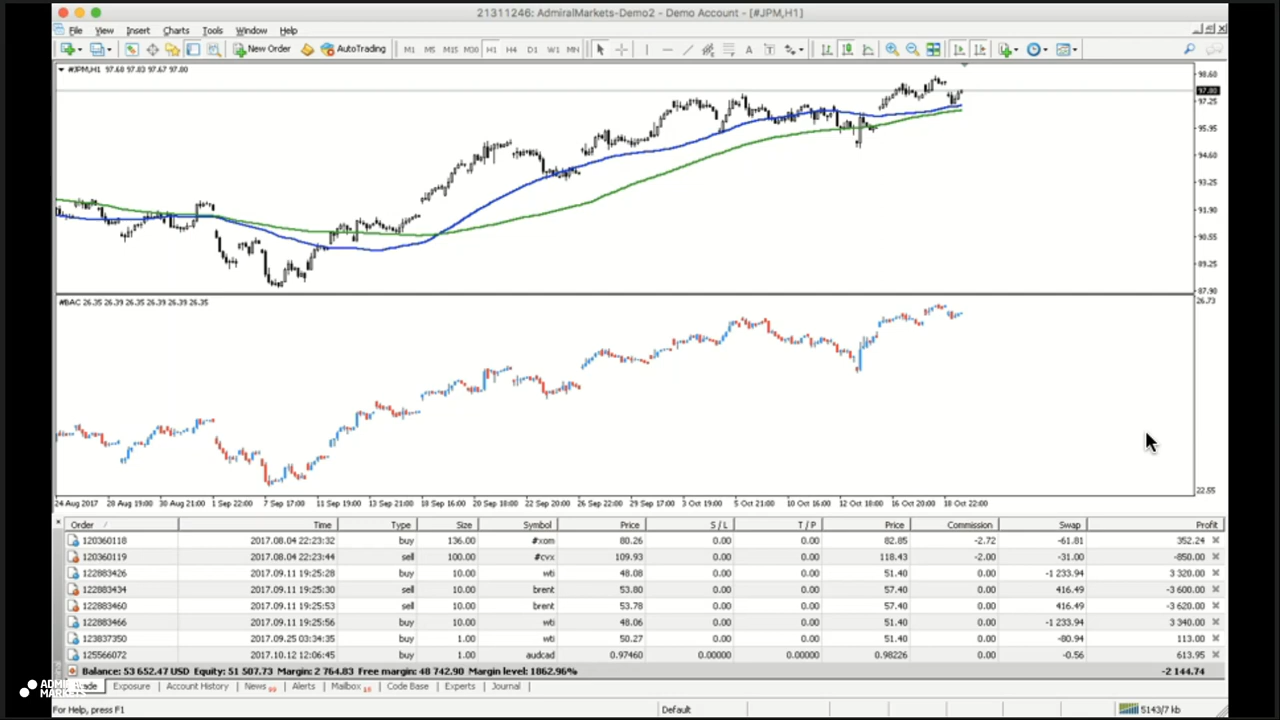 21311246: AdmiralMarkets-Demo2 - Demo Account - [#JPM,H1]
File View Insert Charts Tools Window Help
New Order AutoTrading M1 M5 M15 M30 H1 H4 D1 W1 MN
#JPM,H1 97.68 97.83 97.67 97.80
98.60
97.80
97.25
95.95
94.60
93.25
91.90
90.55
89.25
87.90
#BAC 26.35 26.39 26.35 26.39 26.39 26.35
26.73
22.55
24 Aug 2017 28 Aug 19:00 30 Aug 21:00 1 Sep 22:00 7 Sep 17:00 11 Sep 19:00 13 Sep 21:00 18 Sep 16:00 20 Sep 18:00 22 Sep 20:00 26 Sep 22:00 29 Sep 17:00 3 Oct 19:00 5 Oct 21:00 10 Oct 16:00 12 Oct 18:00 16 Oct 20:00 18 Oct 22:00
Order / Time Type Size Symbol Price S / L T / P Price Commission Swap Profit
120360118 2017.08.04 22:23:32 buy 136.00 #xom 80.26 0.00 0.00 82.85 -2.72 -61.81 352.24
120360119 2017.08.04 22:23:44 sell 100.00 #cvx 109.93 0.00 0.00 118.43 -2.00 -31.00 -850.00
122883426 2017.09.11 19:25:28 buy 10.00 wti 48.08 0.00 0.00 51.40 0.00 -1 233.94 3 320.00
122883434 2017.09.11 19:25:30 sell 10.00 brent 53.80 0.00 0.00 57.40 0.00 416.49 -3 600.00
122883460 2017.09.11 19:25:53 sell 10.00 brent 53.78 0.00 0.00 57.40 0.00 416.49 -3 620.00
122883466 2017.09.11 19:25:56 buy 10.00 wti 48.06 0.00 0.00 51.40 0.00 -1 233.94 3 340.00
123837350 2017.09.25 03:34:35 buy 1.00 wti 50.27 0.00 0.00 51.40 0.00 -80.94 113.00
125566072 2017.10.12 12:06:45 buy 1.00 audcad 0.97460 0.00000 0.00000 0.98226 0.00 -0.56 613.95
Balance: 53 652.47 USD Equity: 51 507.73 Margin: 2 764.83 Free margin: 48 742.90 Margin level: 1862.96% -2 144.74
Exposure Account History News 99 Alerts Mailbox Code Base Experts Journal
ADMIRAL
MARKETS
For Help, press F1 Default 5143/7 kb